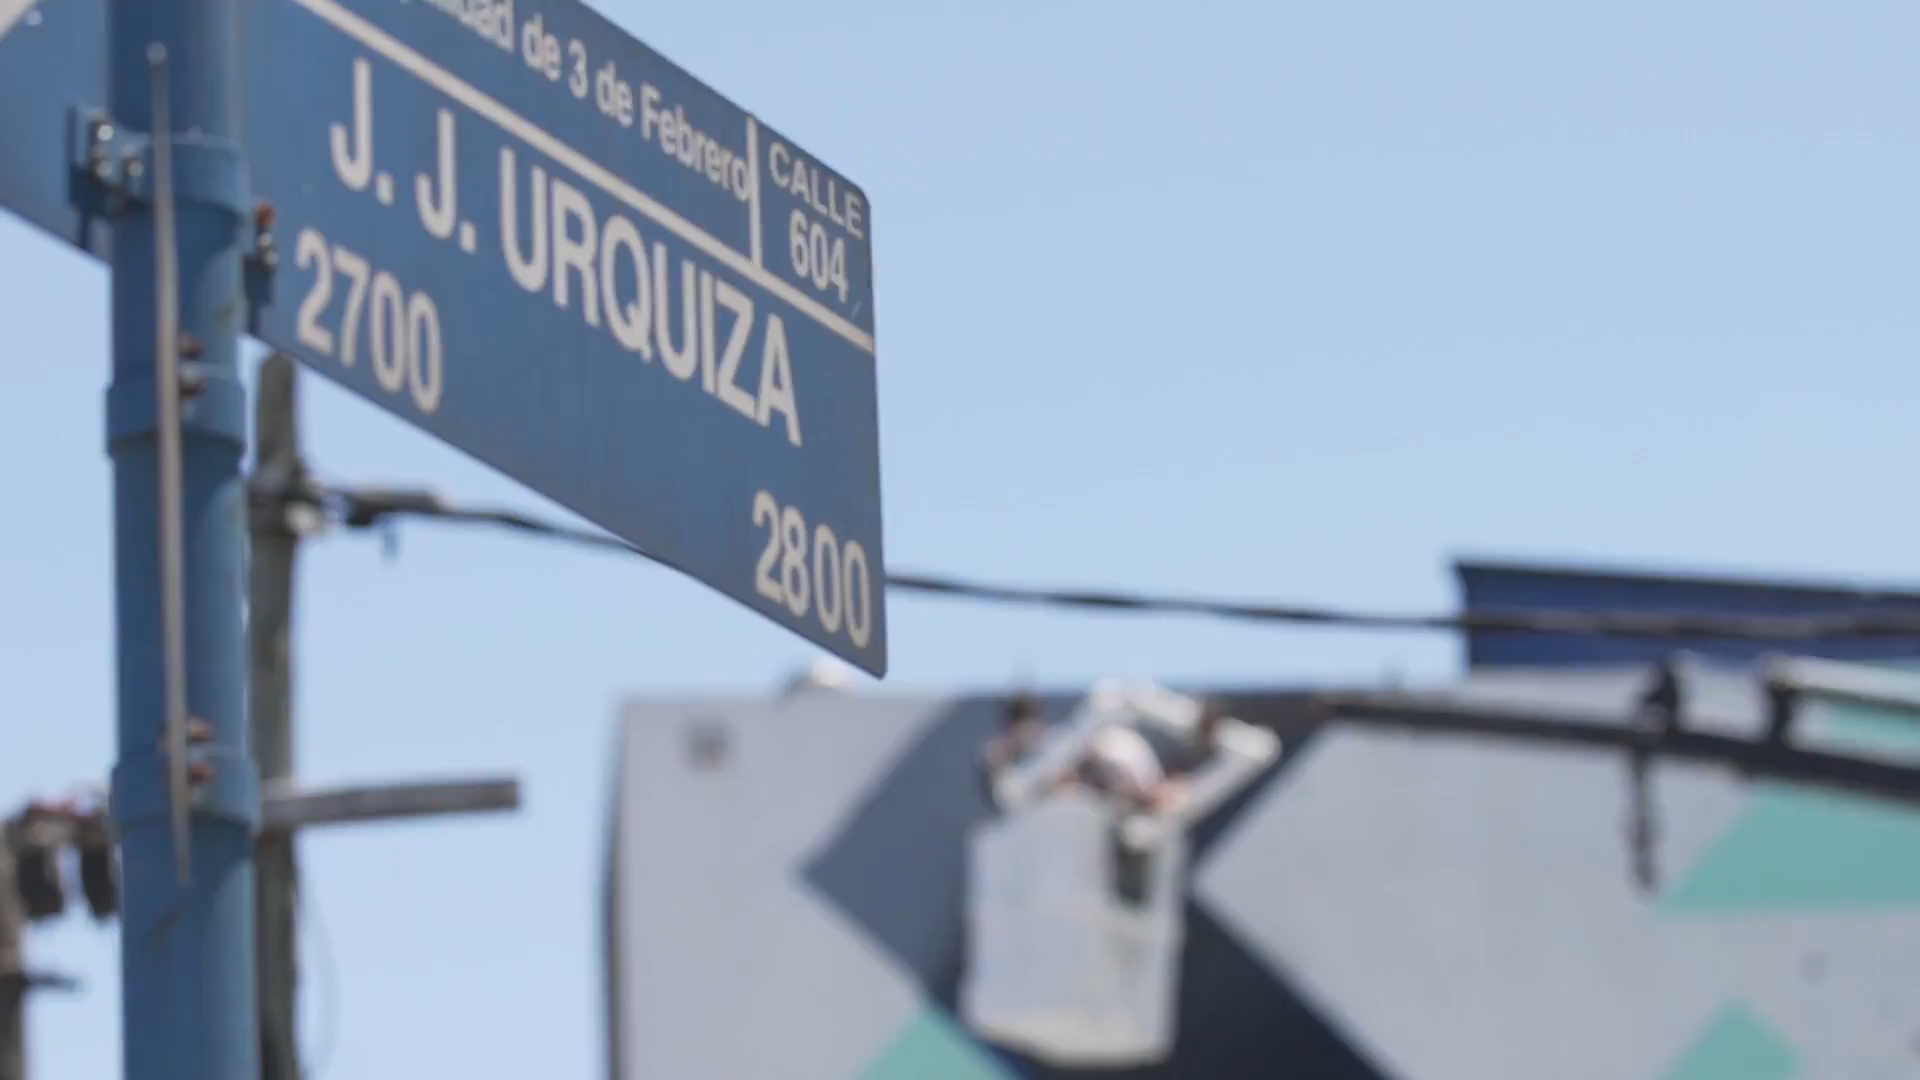 de 3 de Febrero
CALLE
604
J. J. URQUIZA
2700
2800